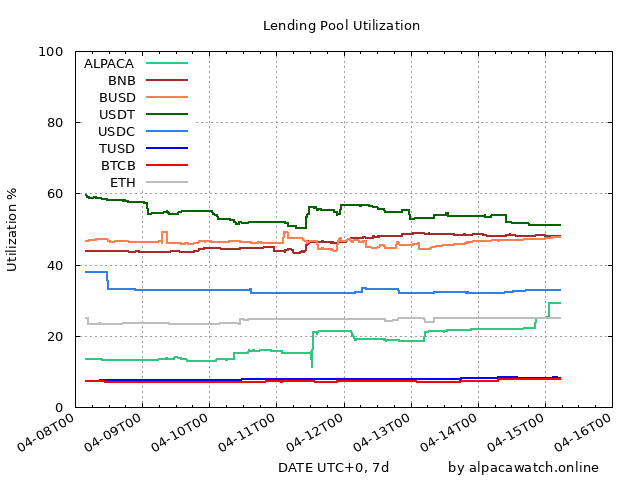 Lending Pool Utilization
Utilization %
100
80
60
40
20
0
ALPACA
BNB
BUSD
USDT
USDC
TUSD
BTCB
ETH
04-08T00
04-09T00
04-10T00
04-11T00
04-12T00
04-13T00
04-14T00
04-15T00
04-16T00
DATE UTC+0, 7d
by alpacawatch.online